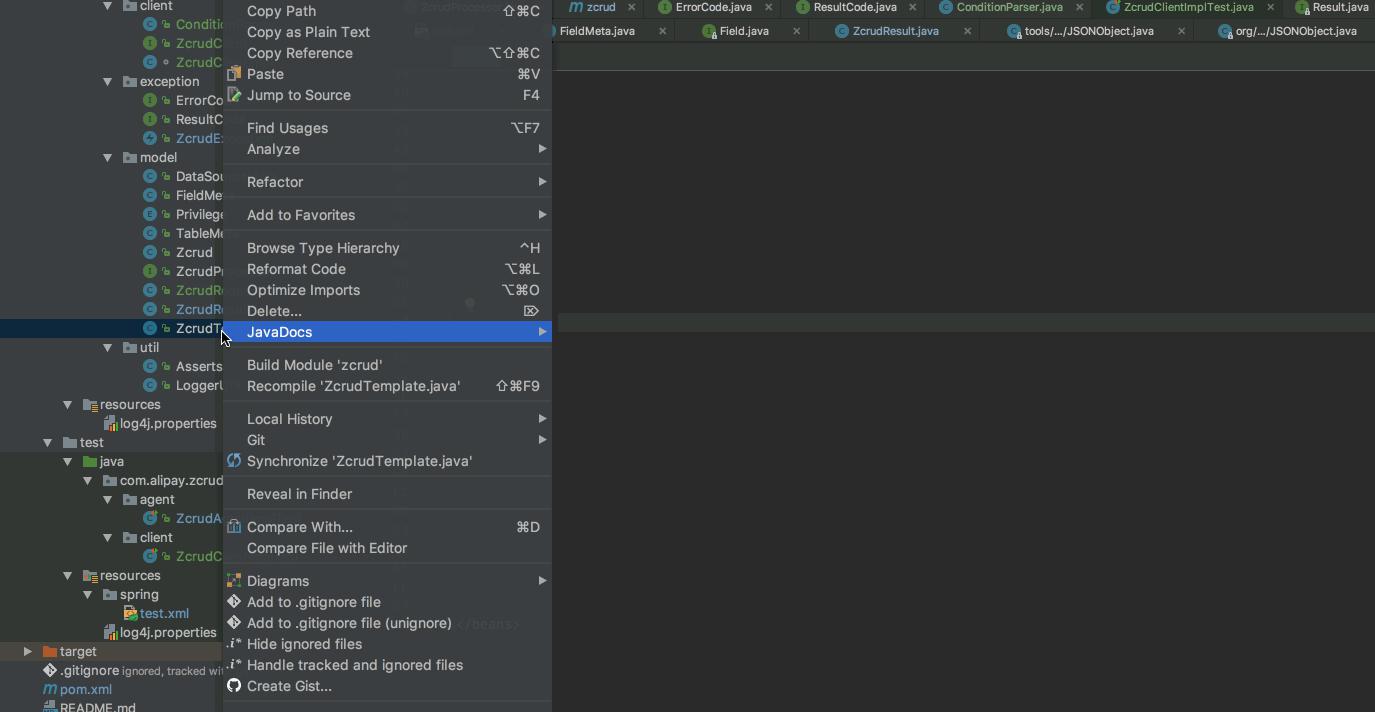 client
Conditio
ZcrudC
ZcrudC
exception
ErrorCo
ResultC
ZcrudE
model
DataSou
FieldMe
Privilege
TableMe
Zcrud
ZcrudPr
ZcrudRe
ZcrudRe
ZcrudT
util
Asserts
LoggerU
resources
log4j.properties
test
java
com.alipay.zcrud
agent
ZcrudA
client
ZcrudC
resources
spring
test.xml
log4j.properties
target
.gitignore ignored, tracked wit
pom.xml
README.md
Copy Path ⇧⌘C
Copy as Plain Text
Copy Reference ⌥⇧⌘C
Paste ⌘V
Jump to Source F4
Find Usages ⌥F7
Analyze
Refactor
Add to Favorites
Browse Type Hierarchy ^H
Reformat Code ⌥⌘L
Optimize Imports ⌥⌘O
Delete... ⌦
JavaDocs
Build Module 'zcrud'
Recompile 'ZcrudTemplate.java' ⇧⌘F9
Local History
Git
Synchronize 'ZcrudTemplate.java'
Reveal in Finder
Compare With... ⌘D
Compare File with Editor
Diagrams
Add to .gitignore file
Add to .gitignore file (unignore)
</beans>
Hide ignored files
Handle tracked and ignored files
Create Gist...
zcrud ErrorCode.java ResultCode.java ConditionParser.java ZcrudClientImplTest.java Result.java
FieldMeta.java Field.java ZcrudResult.java tools/.../JSONObject.java org/.../JSONObject.java